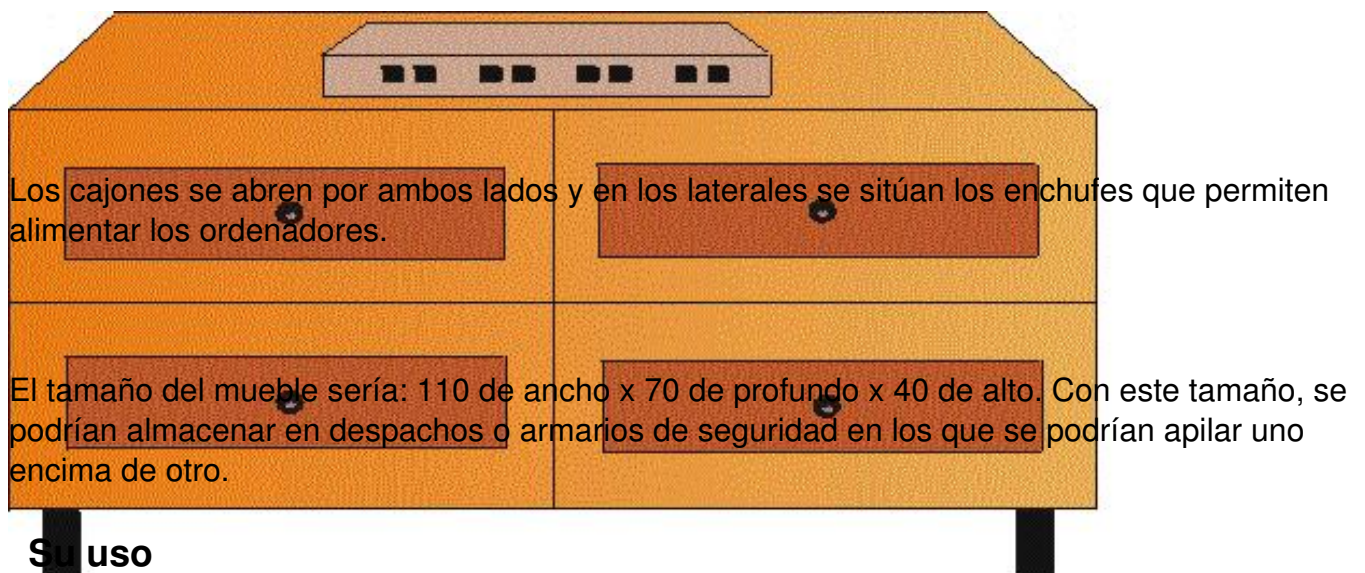 Los cajones se abren por ambos lados y en los laterales se sitúan los enchufes que permiten
alimentar los ordenadores.
El tamaño del mueble sería: 110 de ancho x 70 de profundo x 40 de alto. Con este tamaño, se
podrían almacenar en despachos o armarios de seguridad en los que se podrían apilar uno
encima de otro.
Su uso